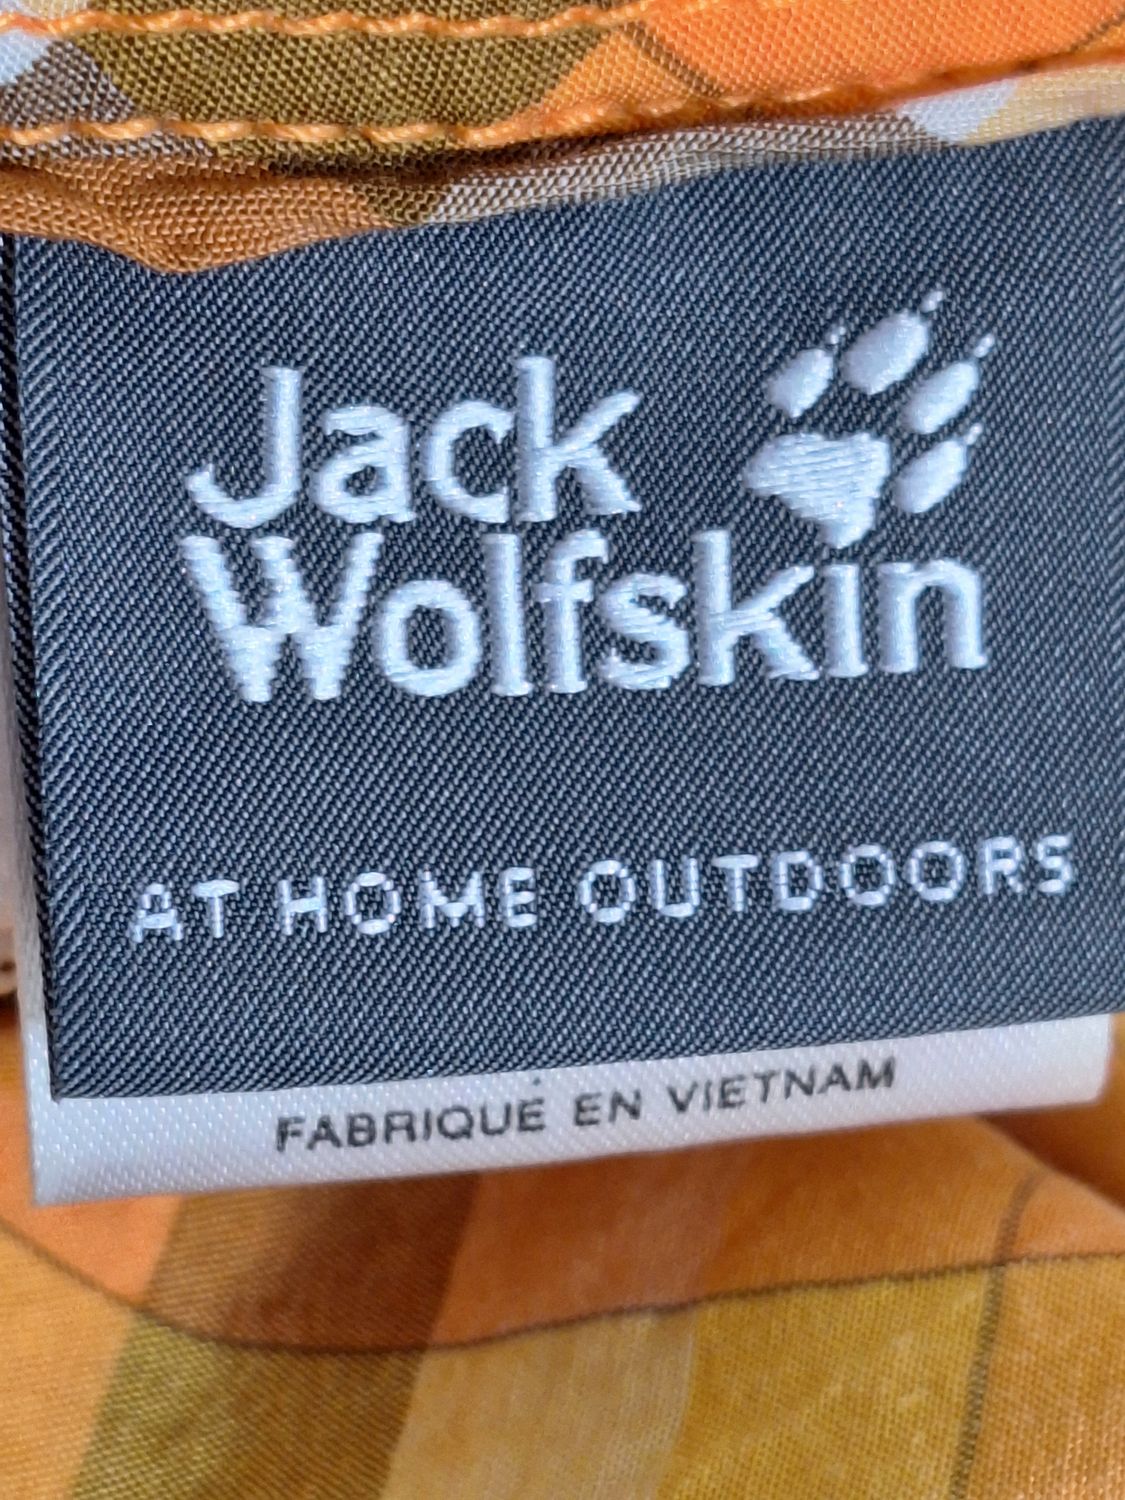 Jack
Wolfskin
AT HOME OUTDOORS
FABRIQUÉ EN VIETNAM